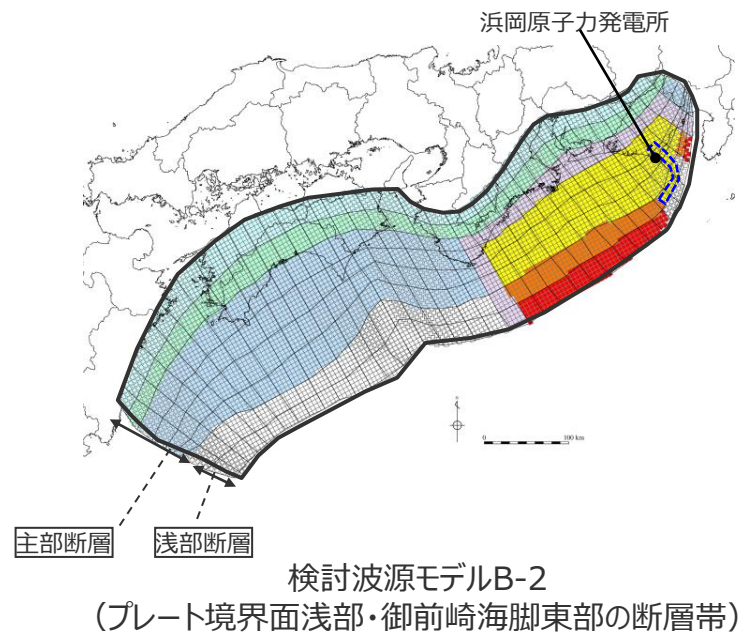 浜岡原子力発電所
0
100 km
主部断層
浅部断層
検討波源モデルB-2
（プレート境界面浅部・御前崎海脚東部の断層帯）